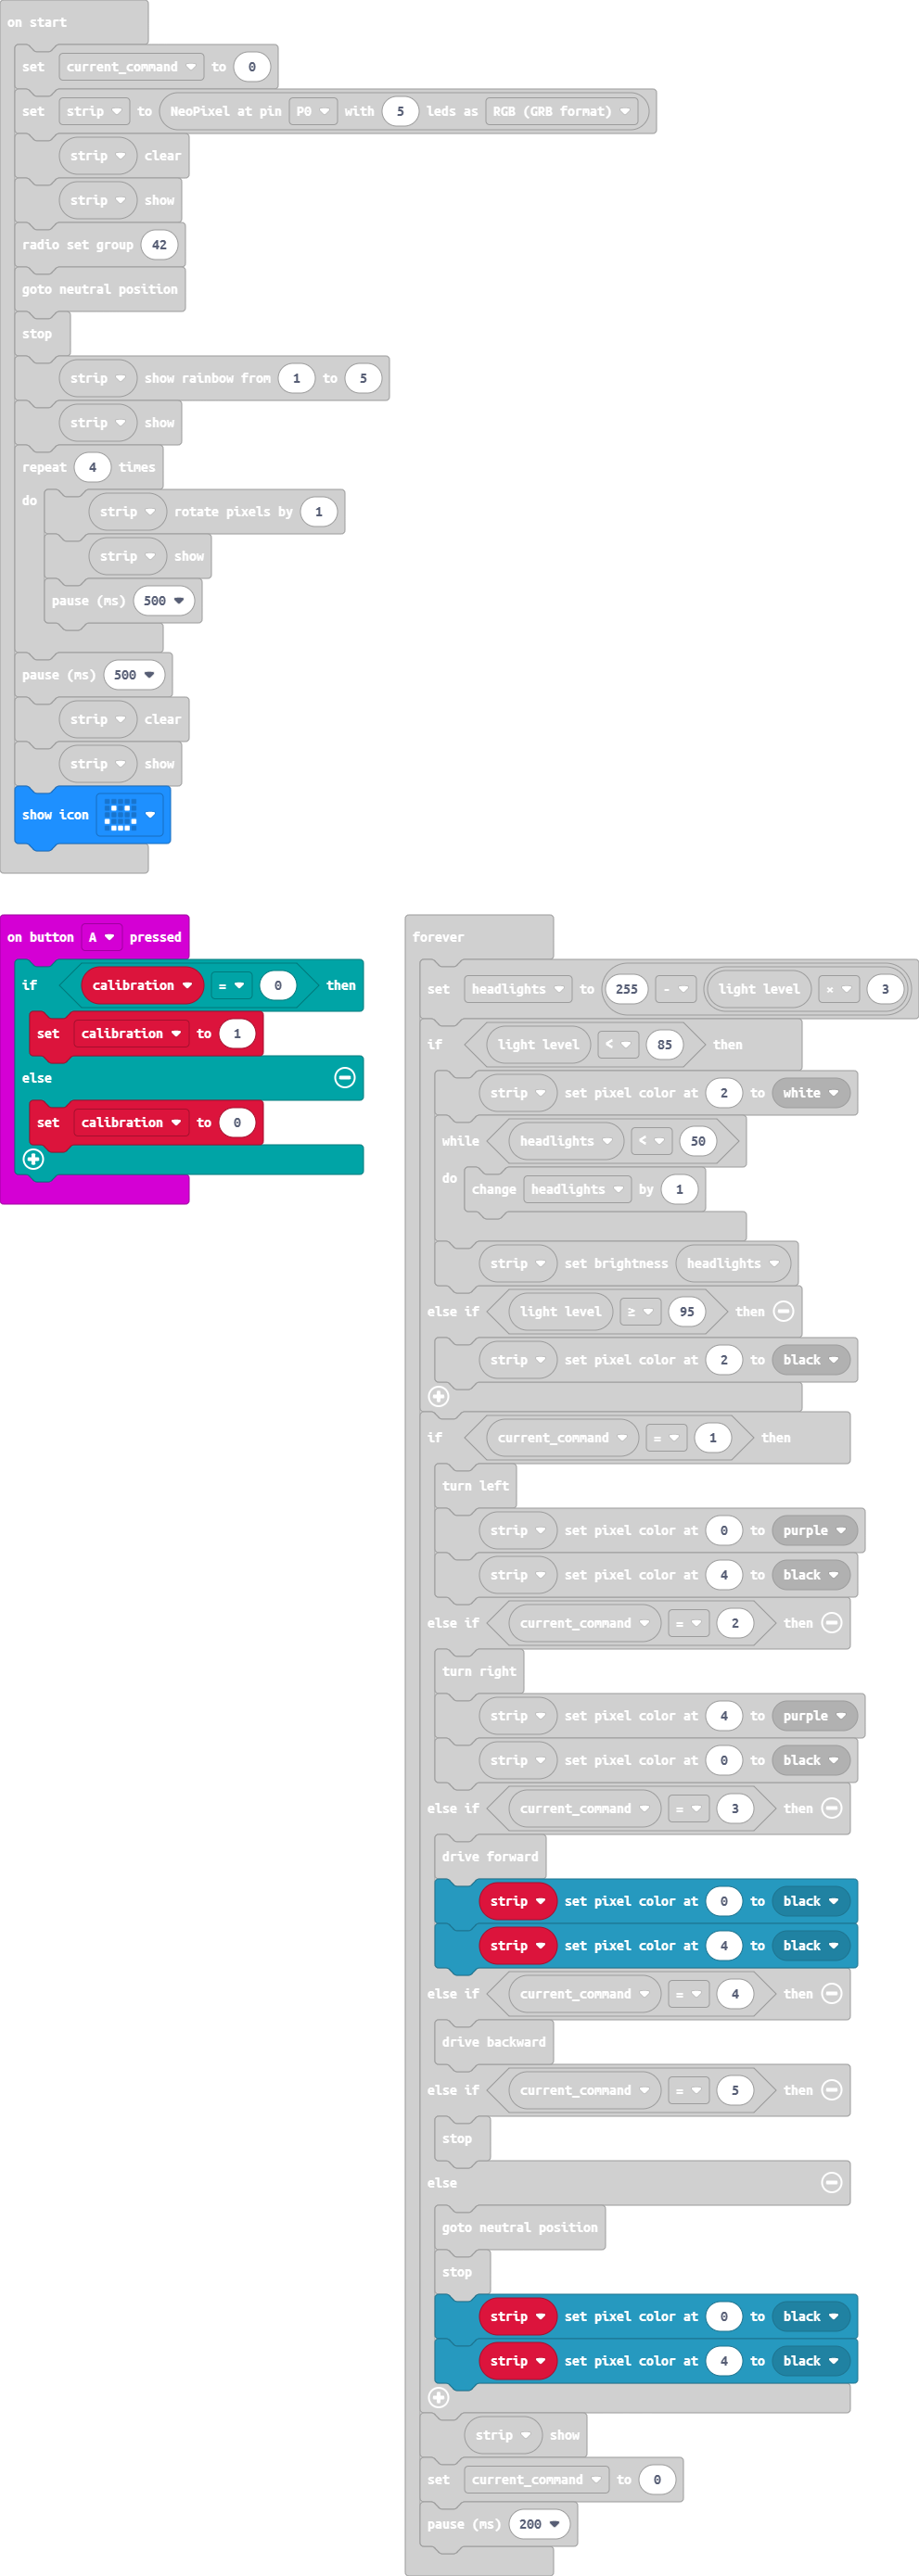 on start
set current_command to 0
set strip to NeoPixel at pin P0 with 5 leds as RGB (GRB format)
strip clear
strip show
radio set group 42
goto neutral position
stop
strip show rainbow from 1 to 5
strip show
repeat 4 times
do strip rotate pixels by 1
strip show
pause (ms) 500
pause (ms) 500
strip clear
strip show
show icon
on button A pressed
if calibration = 0 then
set calibration to 1
else
set calibration to 0
forever
set headlights to 255 - light level × 3
if light level < 85 then
strip set pixel color at 2 to white
while headlights < 50
do change headlights by 1
strip set brightness headlights
else if light level ≥ 95 then
strip set pixel color at 2 to black
if current_command = 1 then
turn left
strip set pixel color at 0 to purple
strip set pixel color at 4 to black
else if current_command = 2 then
turn right
strip set pixel color at 4 to purple
strip set pixel color at 0 to black
else if current_command = 3 then
drive forward
strip set pixel color at 0 to black
strip set pixel color at 4 to black
else if current_command = 4 then
drive backward
else if current_command = 5 then
stop
else
goto neutral position
stop
strip set pixel color at 0 to black
strip set pixel color at 4 to black
strip show
set current_command to 0
pause (ms) 200